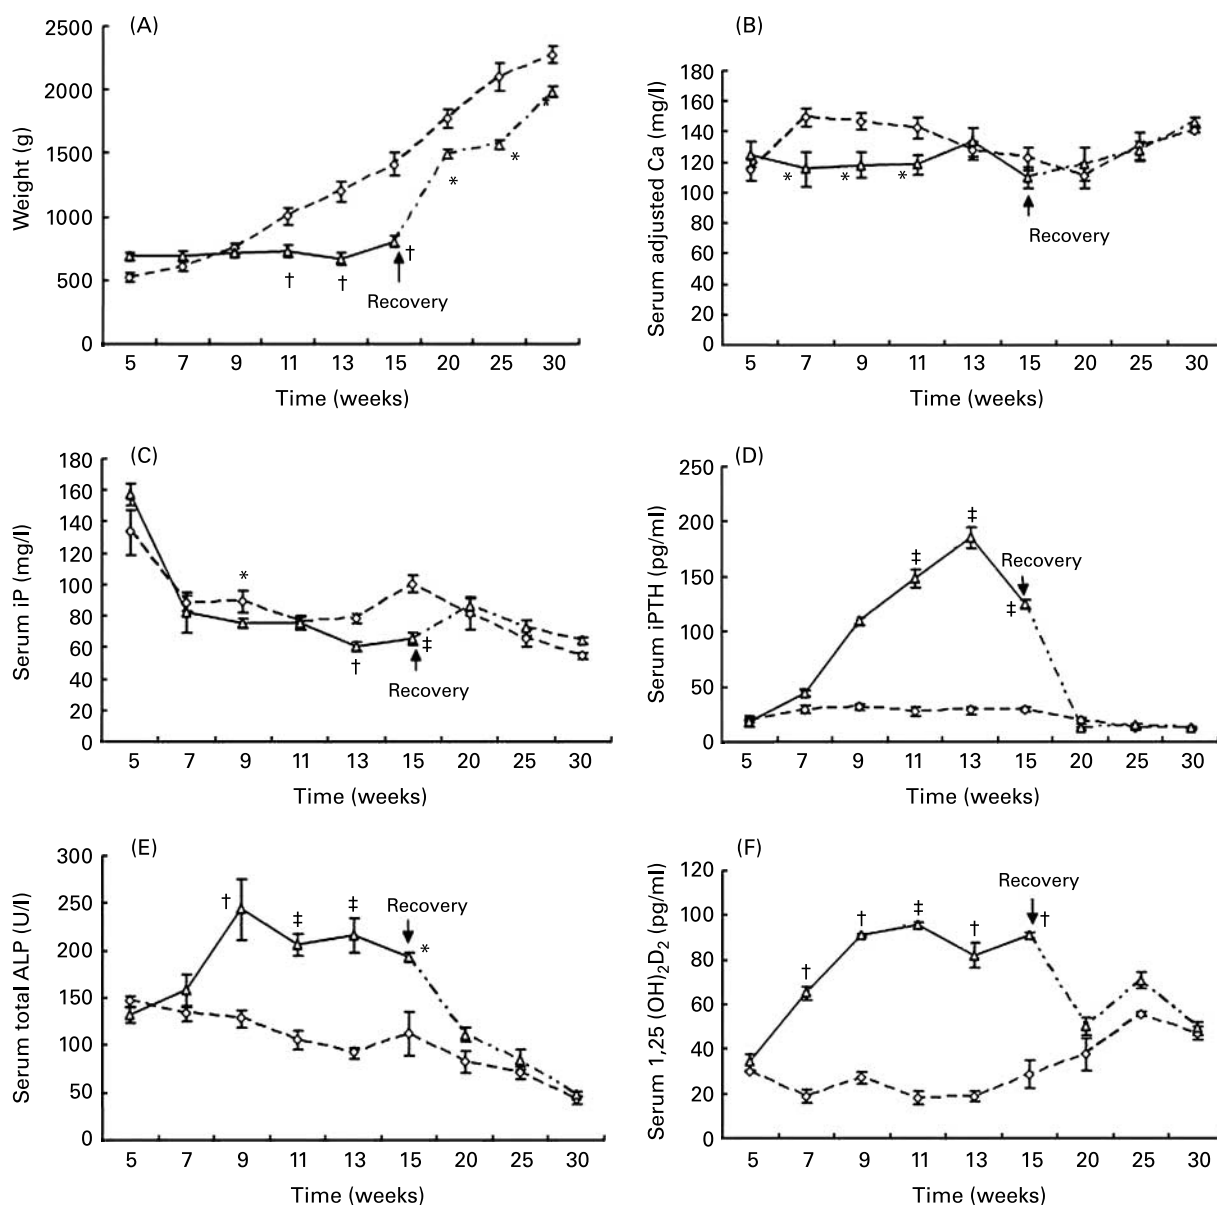 (A)
2500
2000
1500
1000
500
0
Weight (g)
*
*
*
†
†
†
Recovery
5 7 9 11 13 15 20 25 30
Time (weeks)
(B)
180
160
140
120
100
80
60
40
20
0
Serum adjusted Ca (mg/l)
* * *
Recovery
5 7 9 11 13 15 20 25 30
Time (weeks)
(C)
180
160
140
120
100
80
60
40
20
0
Serum iP (mg/l)
*
†
‡
Recovery
5 7 9 11 13 15 20 25 30
Time (weeks)
(D)
250
200
150
100
50
0
Serum iPTH (pg/ml)
‡
‡
‡
Recovery
5 7 9 11 13 15 20 25 30
Time (weeks)
(E)
300
250
200
150
100
50
0
Serum total ALP (U/l)
†
‡
‡
Recovery
*
5 7 9 11 13 15 20 25 30
Time (weeks)
(F)
120
100
80
60
40
20
0
Serum 1,25 (OH)₂D₂ (pg/ml)
†
†
‡
†
Recovery
†
5 7 9 11 13 15 20 25 30
Time (weeks)